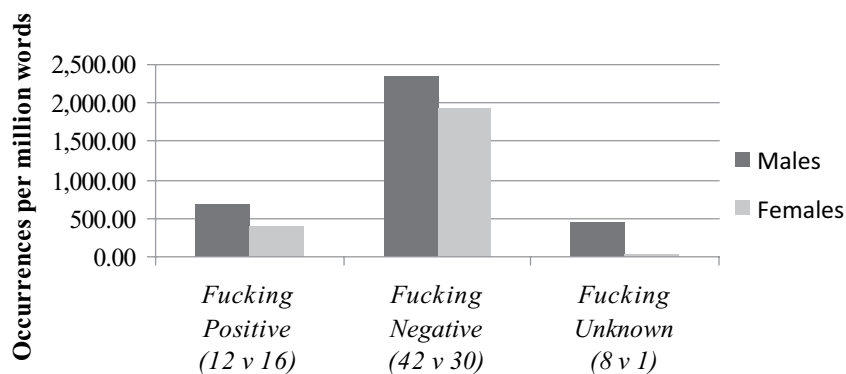 Occurrences per million words
2,500.00
2,000.00
1,500.00
1,000.00
500.00
0.00
Fucking Positive (12 v 16)
Fucking Negative (42 v 30)
Fucking Unknown (8 v 1)
Males
Females